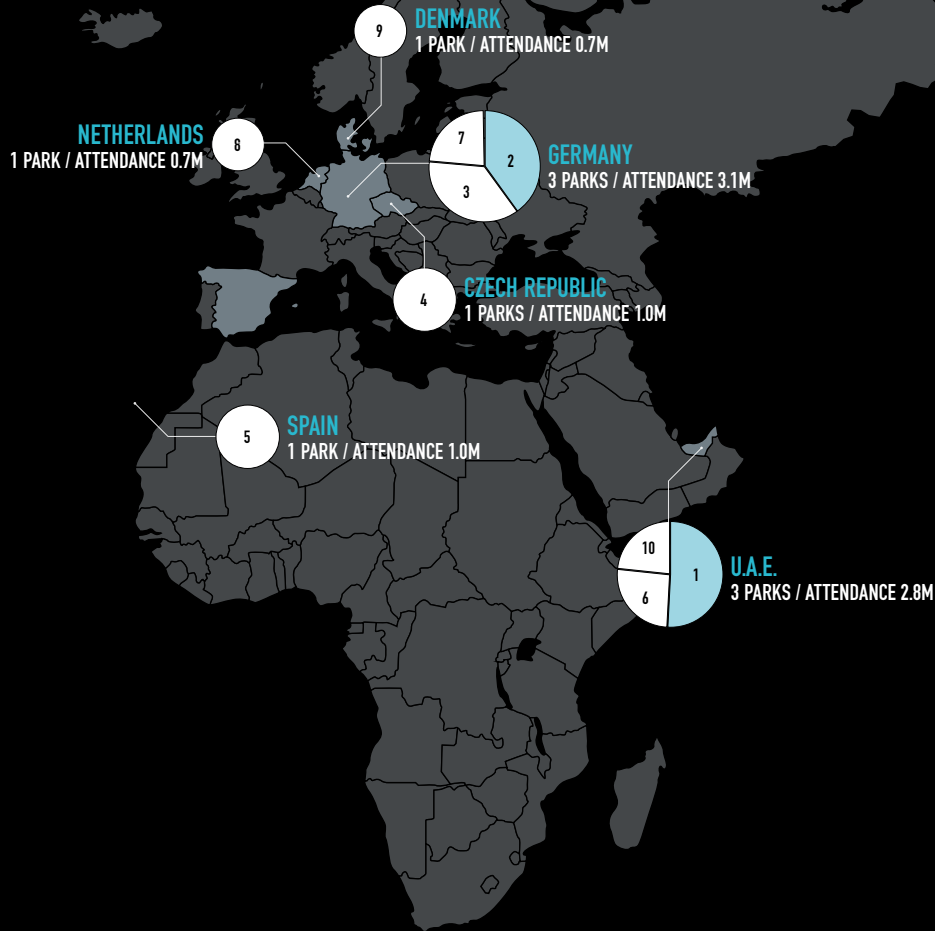 9
DENMARK
1 PARK / ATTENDANCE 0.7M
NETHERLANDS
1 PARK / ATTENDANCE 0.7M
8
7
2
3
GERMANY
3 PARKS / ATTENDANCE 3.1M
4
CZECH REPUBLIC
1 PARKS / ATTENDANCE 1.0M
5
SPAIN
1 PARK / ATTENDANCE 1.0M
10
1
6
U.A.E.
3 PARKS / ATTENDANCE 2.8M